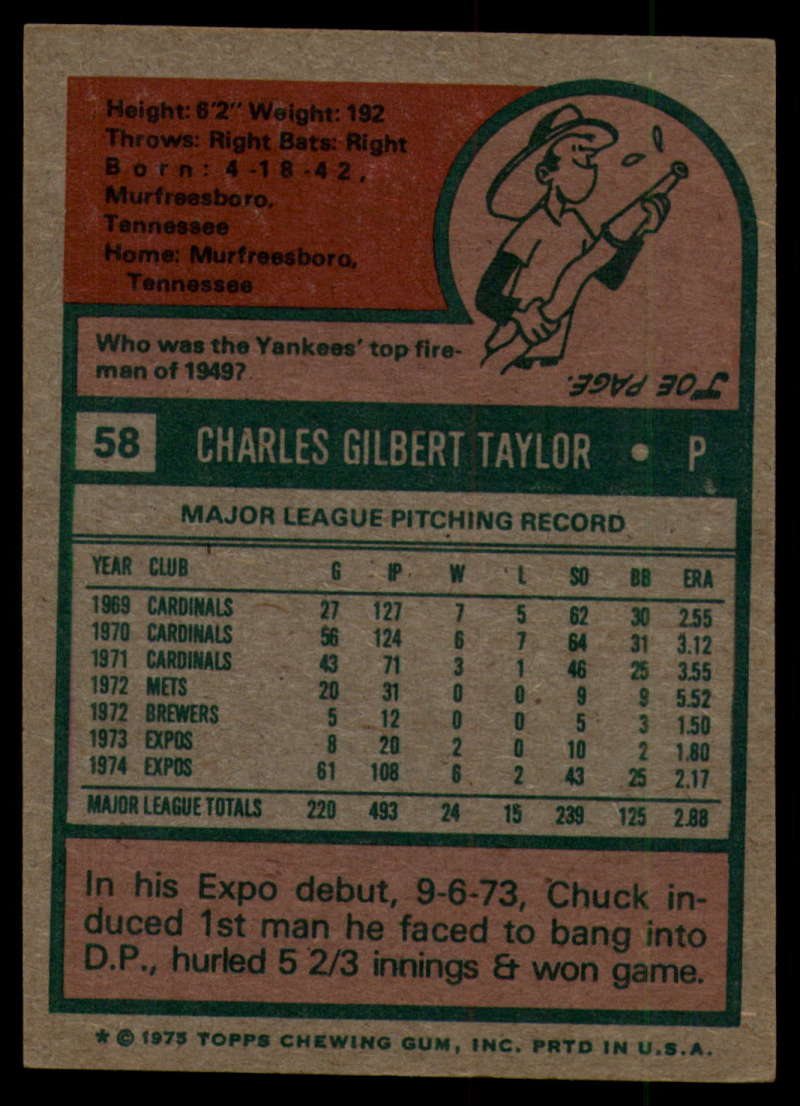 Height: 6'2" Weight: 192
Throws: Right Bats: Right
Born: 4-18-42,
Murfreesboro,
Tennessee
Home: Murfreesboro,
Tennessee
Who was the Yankees' top fire-
man of 1949?
JOE PAGE.
58 CHARLES GILBERT TAYLOR • P
MAJOR LEAGUE PITCHING RECORD
YEAR CLUB G IP W L SO BB ERA
1969 CARDINALS 27 127 7 5 62 30 2.55
1970 CARDINALS 56 124 6 7 64 31 3.12
1971 CARDINALS 43 71 3 1 46 25 3.55
1972 METS 20 31 0 0 9 9 5.52
1972 BREWERS 5 12 0 0 5 3 1.50
1973 EXPOS 8 20 2 0 10 2 1.80
1974 EXPOS 61 108 6 2 43 25 2.17
MAJOR LEAGUE TOTALS 220 493 24 15 239 125 2.88
In his Expo debut, 9-6-73, Chuck in-
duced 1st man he faced to bang into
D.P., hurled 5 2/3 innings & won game.
* © 1975 TOPPS CHEWING GUM, INC. PRTD IN U.S.A.